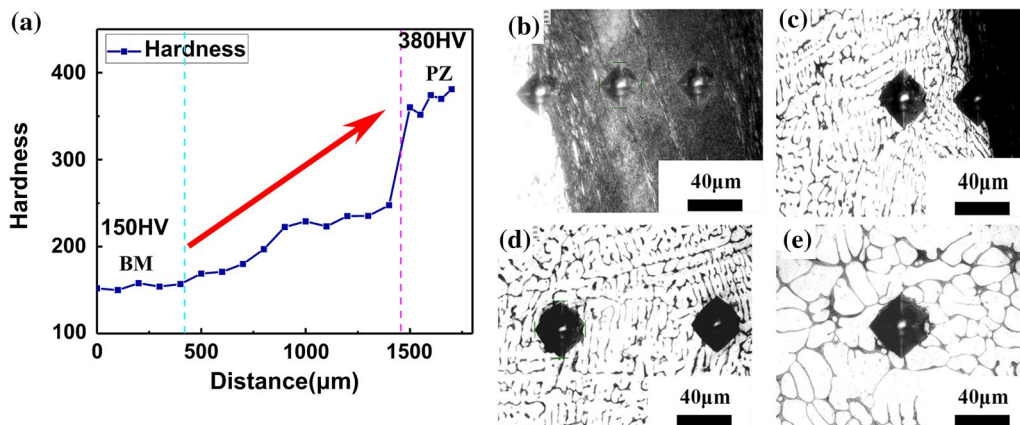 (a)
Hardness
380HV
PZ
400
300
200
100
150HV
BM
Hardness
0
500
1000
1500
Distance(μm)
(b)
40μm
(c)
40μm
(d)
40μm
(e)
40μm